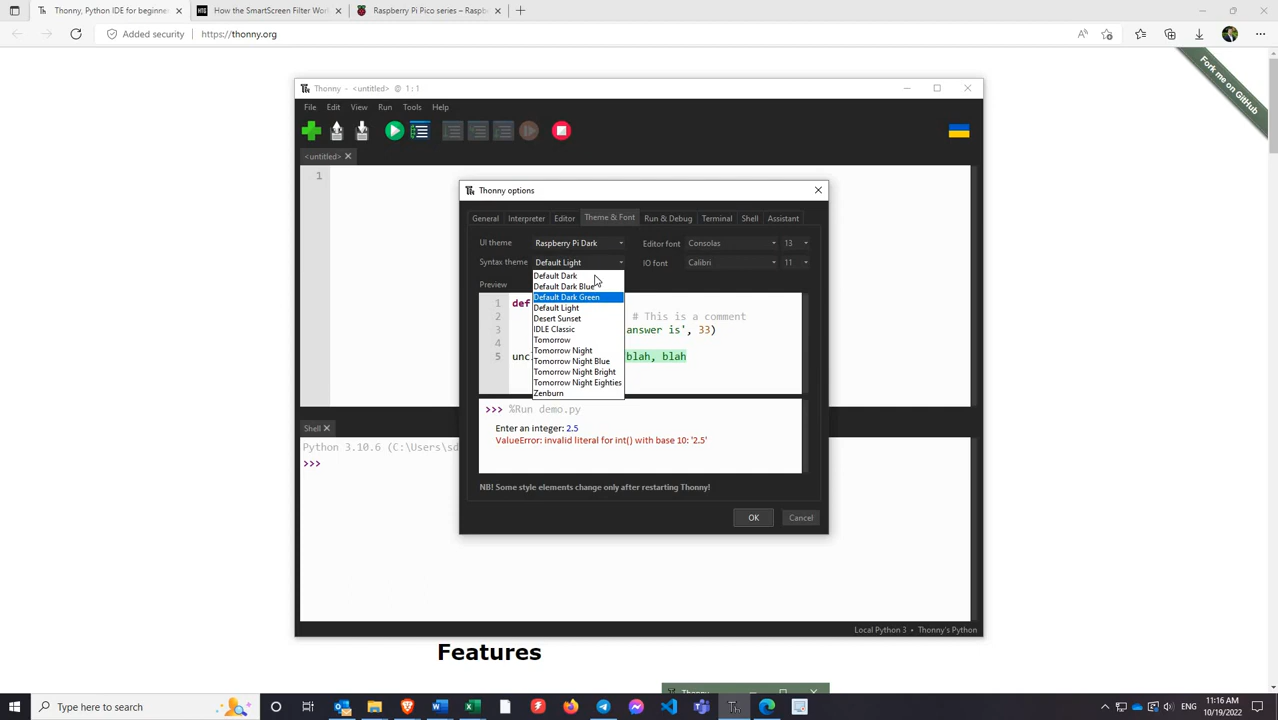 Thonny, Python IDE for beginner
How the SmartScreen Filter Work
Raspberry Pi Pico series – Raspb
Added security
https://thonny.org
Fork me on GitHub
Thonny - <untitled> @ 1 : 1
File Edit View Run Tools Help
<untitled>
1
Thonny options
General Interpreter Editor Theme & Font Run & Debug Terminal Shell Assistant
UI theme Raspberry Pi Dark Editor font Consolas 13
Syntax theme Default Light IO font Calibri 11
Default Dark
Default Dark Blue
Default Dark Green
Default Light
Desert Sunset
IDLE Classic
Tomorrow
Tomorrow Night
Tomorrow Night Blue
Tomorrow Night Bright
Tomorrow Night Eighties
Zenburn
Preview
1 def
2 # This is a comment
3 answer is', 33)
4
5 unc blah, blah
>>> %Run demo.py
Enter an integer: 2.5
ValueError: invalid literal for int() with base 10: '2.5'
NB! Some style elements change only after restarting Thonny!
OK Cancel
Shell
Python 3.10.6 (C:\Users\sd
>>>
Local Python 3 • Thonny's Python
Features
Thonny
Type here to search
ENG
11:16 AM
10/19/2022